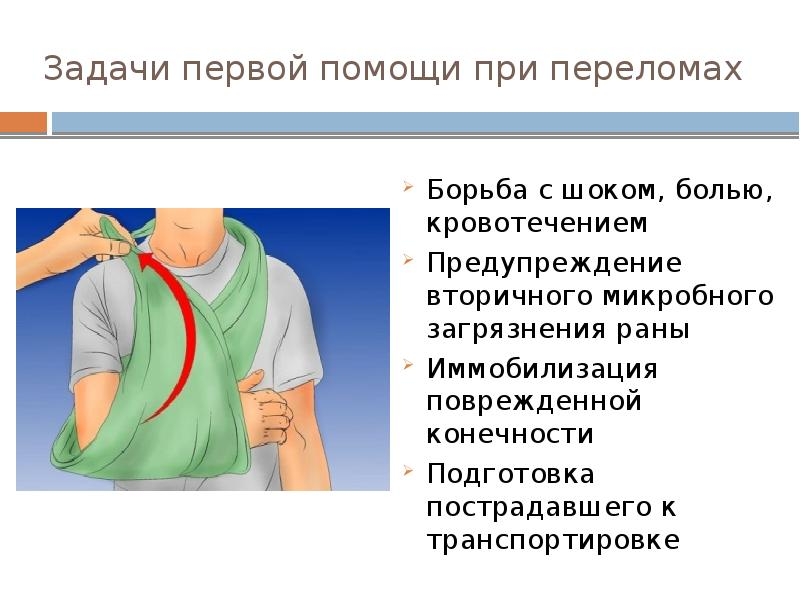 Задачи первой помощи при переломах
Борьба с шоком, болью,
кровотечением
Предупреждение
вторичного микробного
загрязнения раны
Иммобилизация
поврежденной
конечности
Подготовка
пострадавшего к
транспортировке